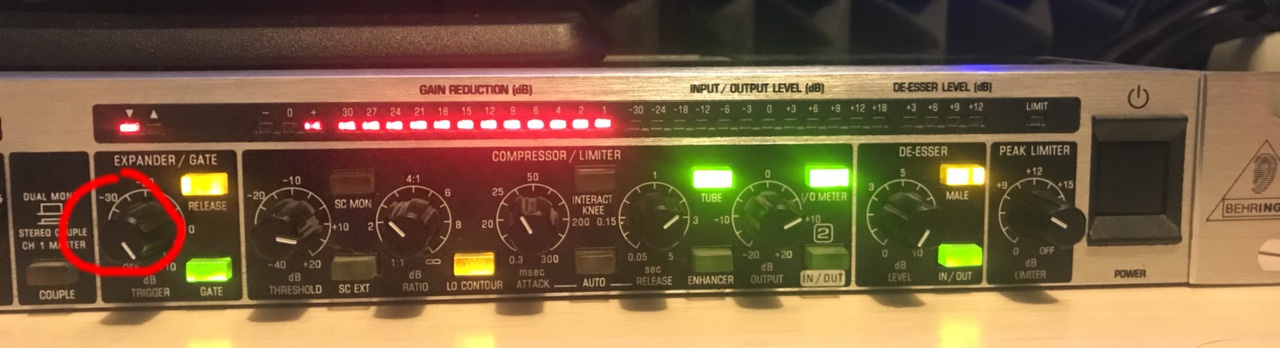 GAIN REDUCTION (dB)
INPUT / OUTPUT LEVEL (dB)
DE-ESSER LEVEL (dB)
▼ ▲
− 0 +
30 27 24 21 18 15 12 9 6 4 2 1
-30 -24 -18 -12 -9 -6 -3 0 +3 +6 +9 +12 +18
+3 +6 +9 +12
LIMIT
EXPANDER / GATE
COMPRESSOR / LIMITER
DE-ESSER
PEAK LIMITER
DUAL MONO
STEREO COUPLE
CH 1 MASTER
COUPLE
-30
0
10
dB
TRIGGER
RELEASE
GATE
-20
-10
+10
-40
+20
dB
THRESHOLD
SC MON
SC EXT
4:1
2
6
8
1:1
∞
dB
RATIO
LO CONTOUR
50
25
20
200
0.3
300
msec
ATTACK
INTERACT
KNEE
AUTO
0.15
1
3
0.05
5
sec
RELEASE
TUBE
ENHANCER
0
-10
+10
-20
+20
dB
OUTPUT
I/O METER
2
IN / OUT
5
3
0
10
dB
LEVEL
MALE
IN / OUT
+12
+9
+15
0
OFF
dB
LIMITER
POWER
BEHRING